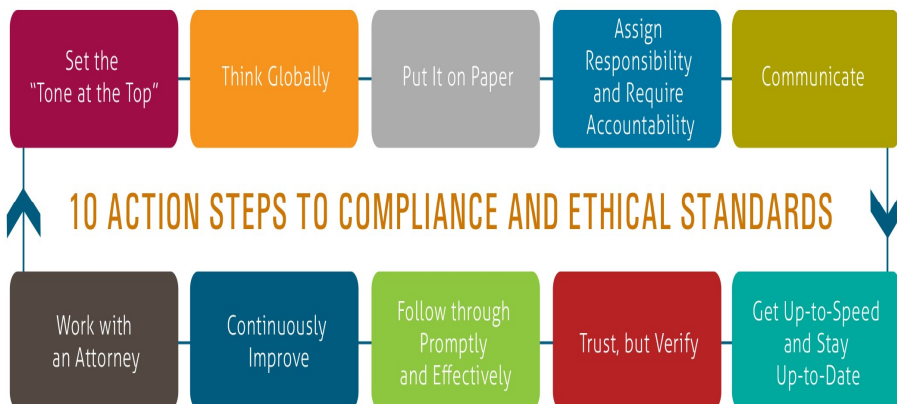 Set the
"Tone at the Top"
Think Globally
Put It on Paper
Assign
Responsibility
and Require
Accountability
Communicate
10 ACTION STEPS TO COMPLIANCE AND ETHICAL STANDARDS
Work with
an Attorney
Continuously
Improve
Follow through
Promptly
and Effectively
Trust, but Verify
Get Up-to-Speed
and Stay
Up-to-Date